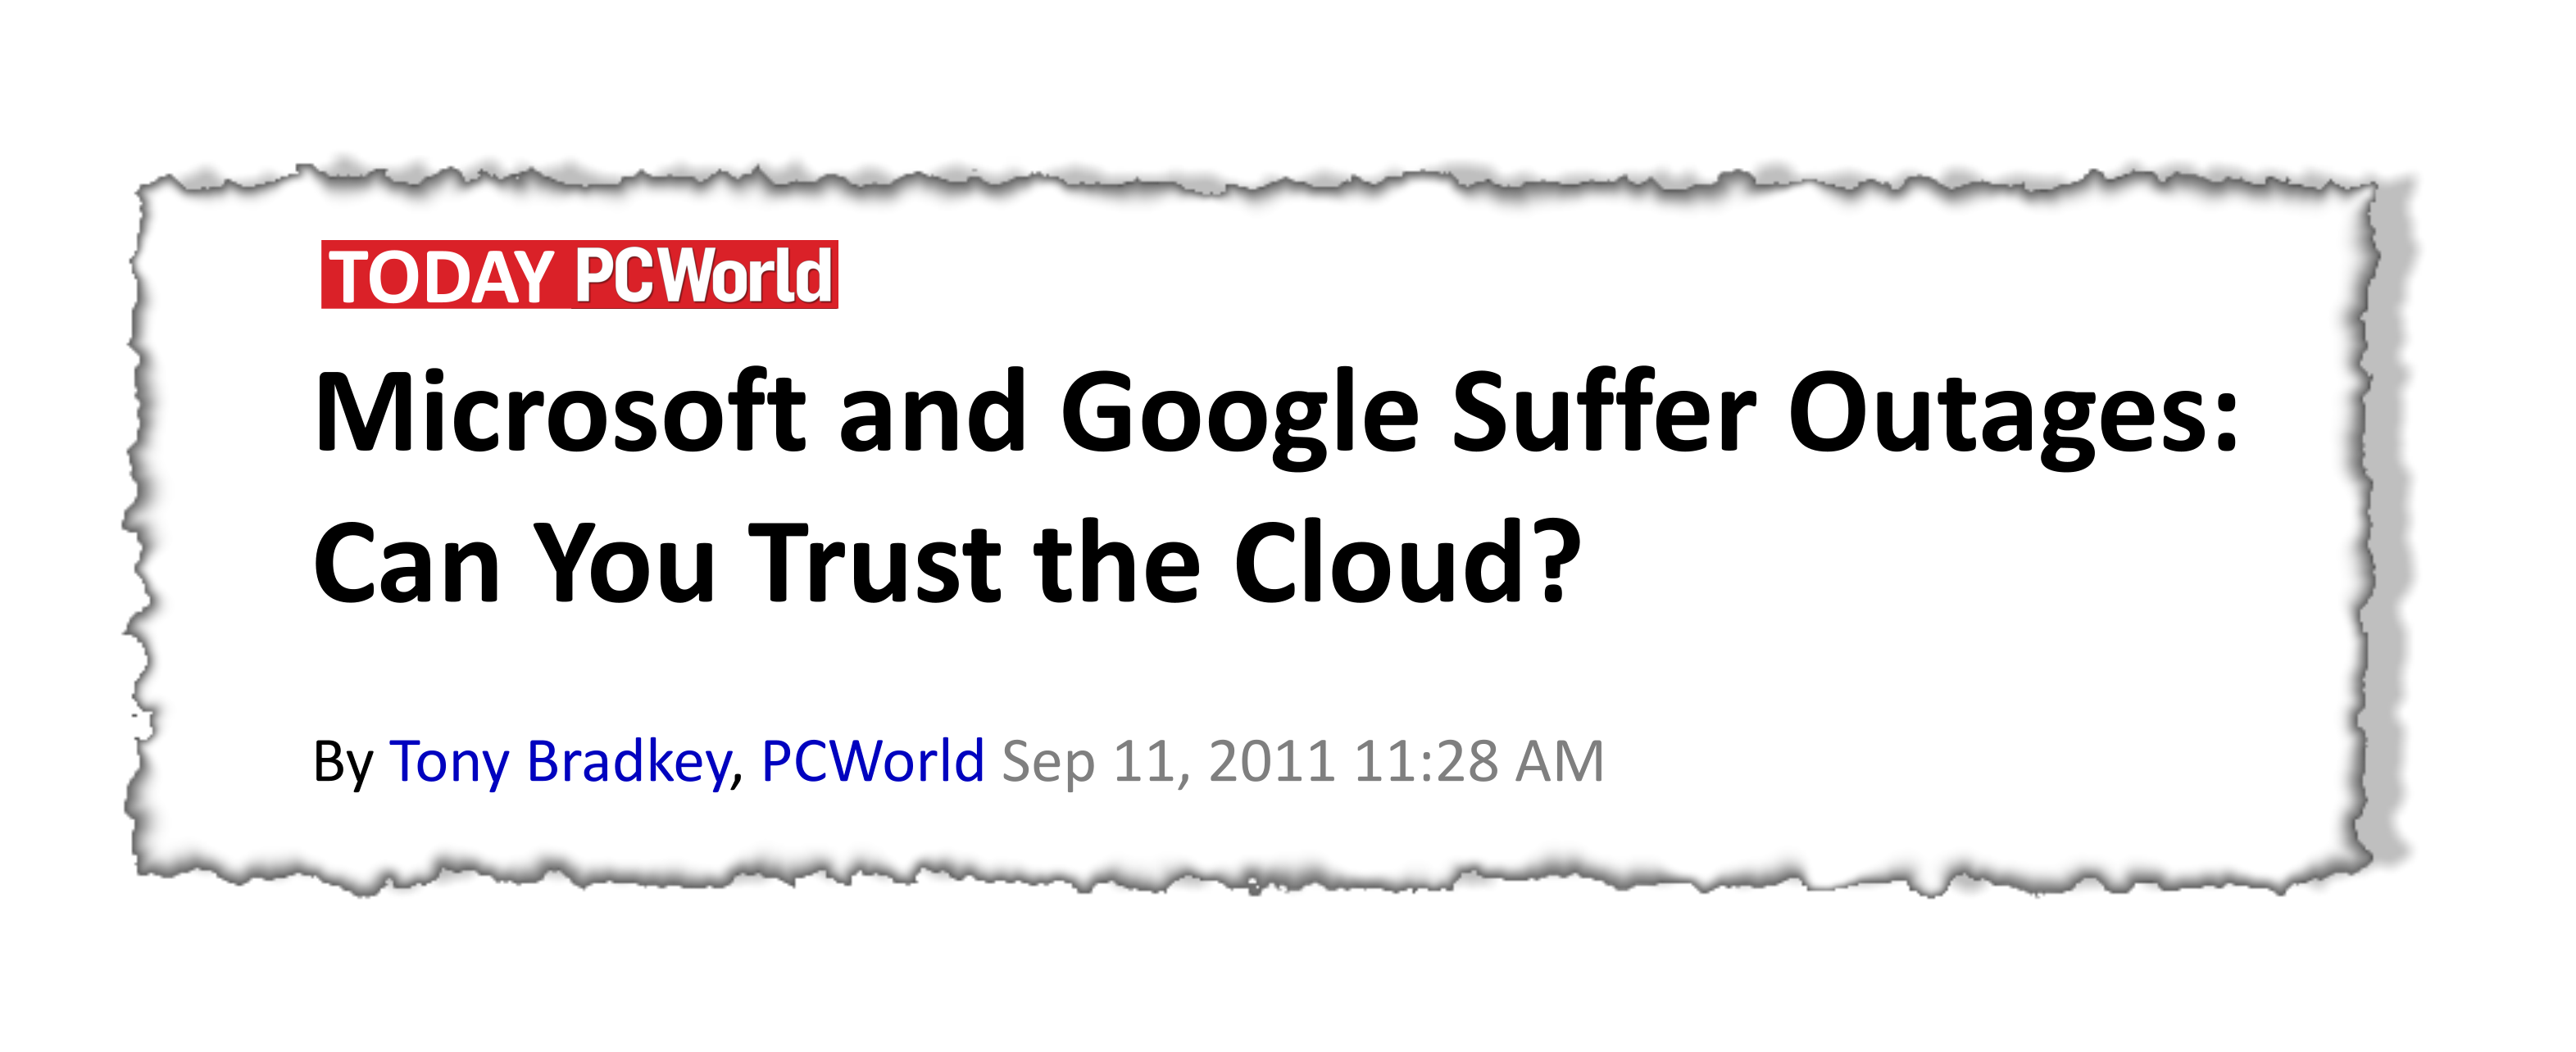 TODAY PCWorld
Microsoft and Google Suffer Outages:
Can You Trust the Cloud?
By Tony Bradkey, PCWorld Sep 11, 2011 11:28 AM